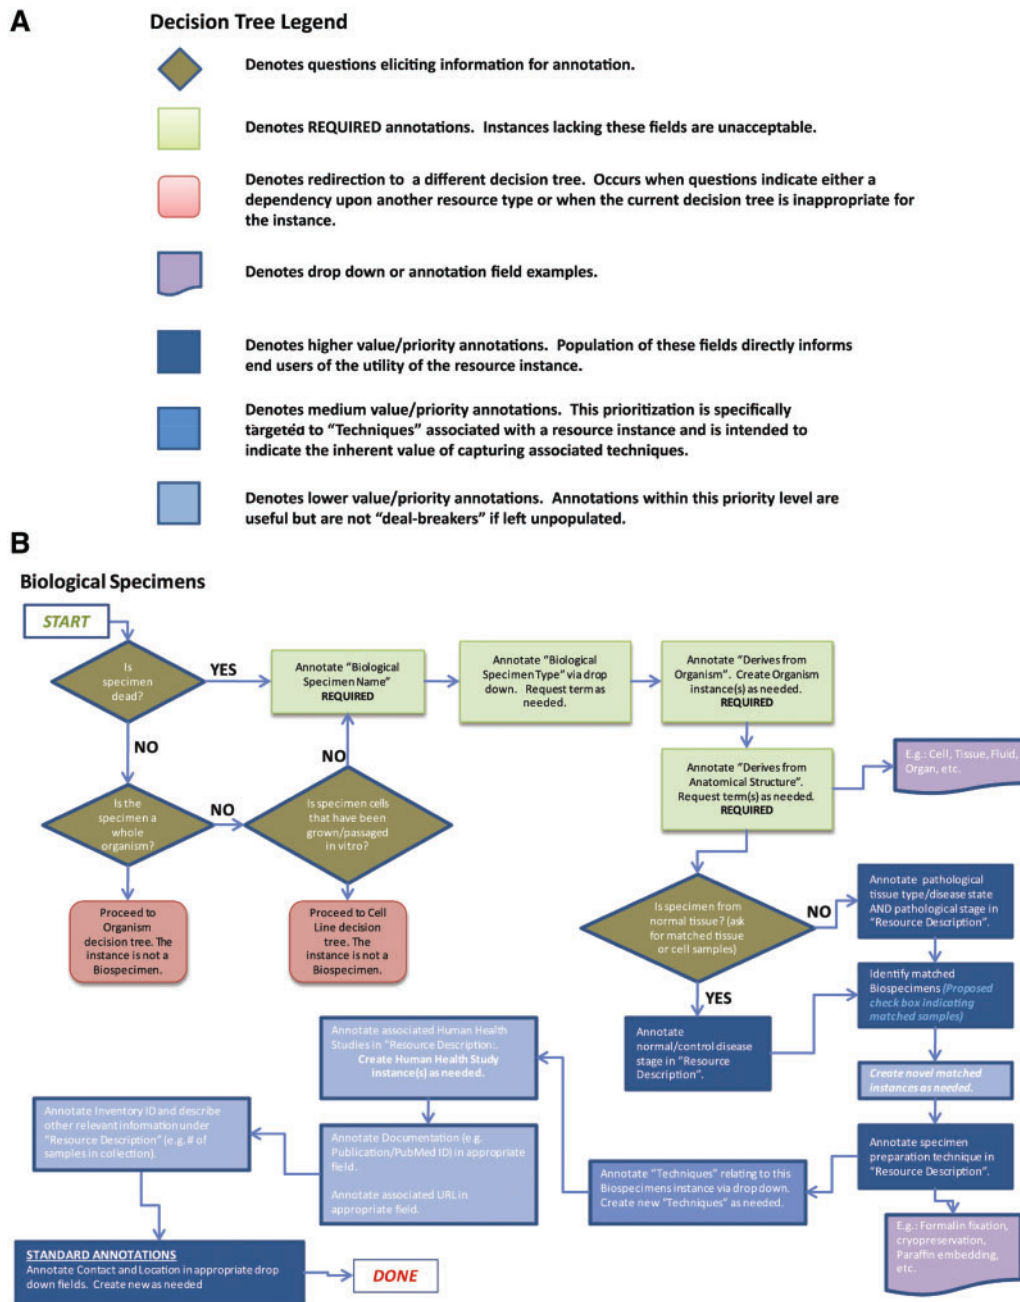 A
Decision Tree Legend
Denotes questions eliciting information for annotation.
Denotes REQUIRED annotations. Instances lacking these fields are unacceptable.
Denotes redirection to a different decision tree. Occurs when questions indicate either a
dependency upon another resource type or when the current decision tree is inappropriate for
the instance.
Denotes drop down or annotation field examples.
Denotes higher value/priority annotations. Population of these fields directly informs
end users of the utility of the resource instance.
Denotes medium value/priority annotations. This prioritization is specifically
targeted to "Techniques" associated with a resource instance and is intended to
indicate the inherent value of capturing associated techniques.
Denotes lower value/priority annotations. Annotations within this priority level are
useful but are not "deal-breakers" if left unpopulated.
B
Biological Specimens
START
Is
specimen
dead?
YES
Annotate "Biological
Specimen Name"
REQUIRED
Annotate "Biological
Specimen Type" via drop
down. Request term as
needed.
Annotate "Derives from
Organism". Create Organism
instance(s) as needed.
REQUIRED
NO
NO
Annotate "Derives from
Anatomical Structure".
Request term(s) as needed.
REQUIRED
E.g.: Cell, Tissue, Fluid,
Organ, etc.
Is the
specimen a
whole
organism?
NO
Is specimen cells
that have been
grown/passaged
in vitro?
Proceed to
Organism
decision tree. The
instance is not a
Biospecimen.
Proceed to Cell
Line decision
tree. The
instance is not a
Biospecimen.
Is specimen from
normal tissue? (ask
for matched tissue
or cell samples)
NO
Annotate pathological
tissue type/disease state
AND pathological stage in
"Resource Description".
YES
Identify matched
Biospecimens (Proposed
check box indicating
matched samples)
Annotate
normal/control disease
stage in "Resource
Description".
Create novel matched
instances as needed.
Annotate associated Human Health
Studies in "Resource Description:.
Create Human Health Study
instance(s) as needed.
Annotate Inventory ID and describe
other relevant information under
"Resource Description" (e.g. # of
samples in collection).
Annotate Documentation (e.g.
Publication/PubMed ID) in appropriate
field.
Annotate associated URL in
appropriate field.
Annotate "Techniques" relating to this
Biospecimens instance via drop down.
Create new "Techniques" as needed.
Annotate specimen
preparation technique in
"Resource Description".
E.g.: Formalin fixation,
cryopreservation,
Paraffin embedding,
etc.
STANDARD ANNOTATIONS
Annotate Contact and Location in appropriate drop
down fields. Create new as needed
DONE